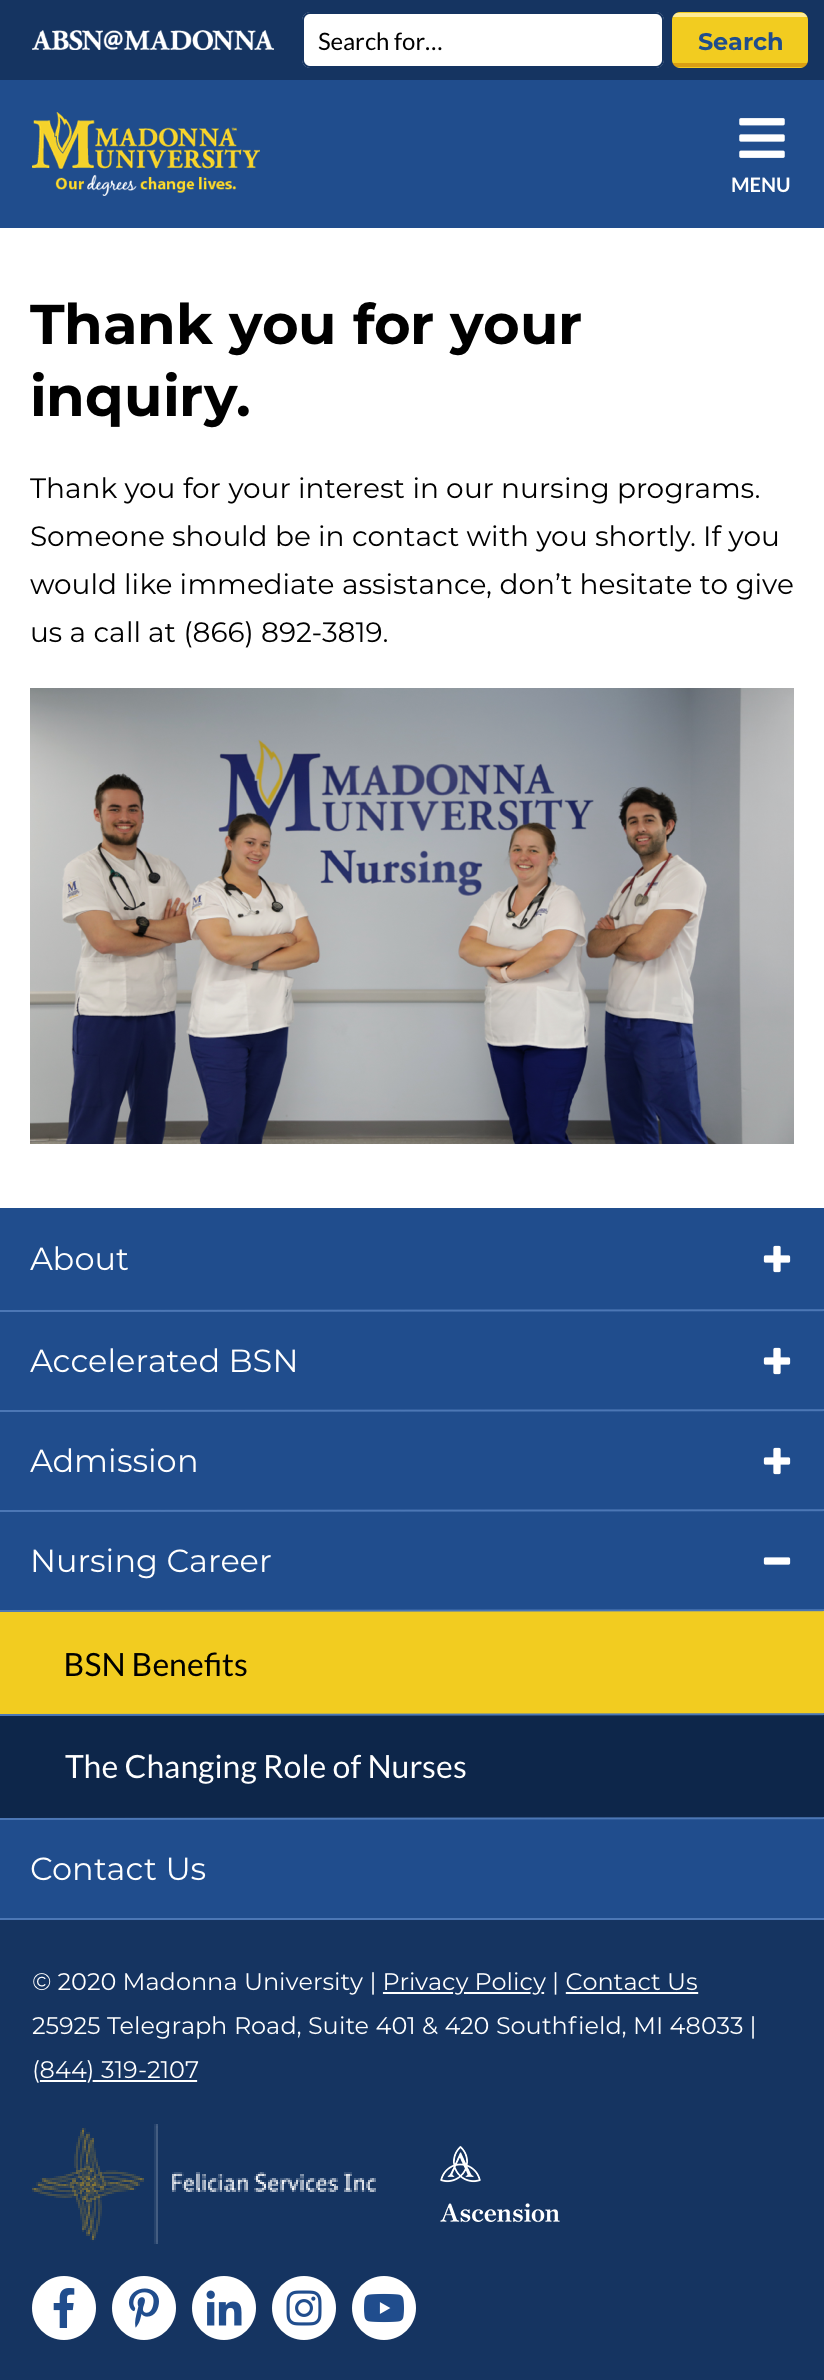 ABSN@MADONNA
Search for...
Search
MADONNA
UNIVERSITY
Our degrees change lives.
MENU
Thank you for your
inquiry.
Thank you for your interest in our nursing programs.
Someone should be in contact with you shortly. If you
would like immediate assistance, don’t hesitate to give
us a call at (866) 892-3819.
MADONNA
UNIVERSITY
Nursing
About
Accelerated BSN
Admission
Nursing Career
BSN Benefits
The Changing Role of Nurses
Contact Us
© 2020 Madonna University | Privacy Policy | Contact Us
25925 Telegraph Road, Suite 401 & 420 Southfield, MI 48033 |
(844) 319-2107
Felician Services Inc
Ascension